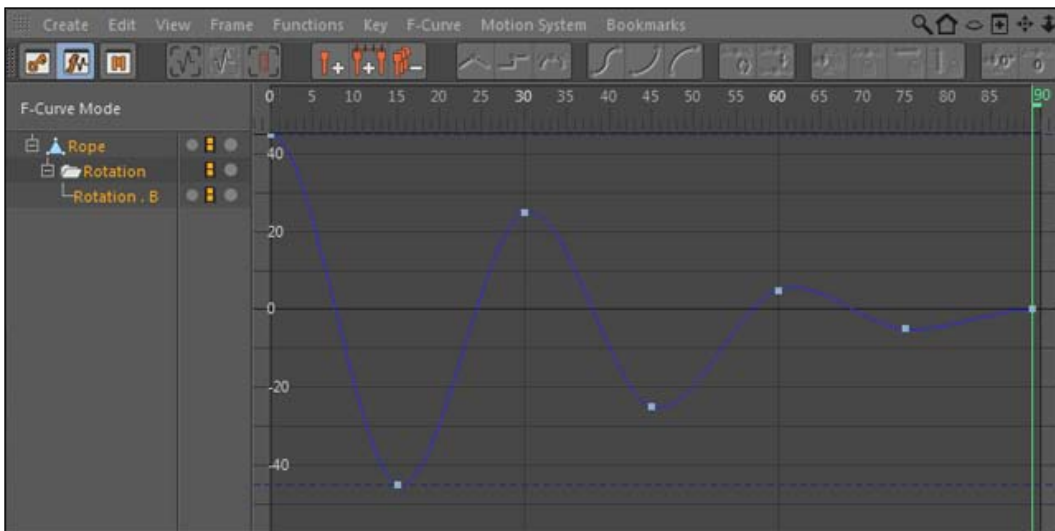 Create Edit View Frame Functions Key F-Curve Motion System Bookmarks
F-Curve Mode
0 5 10 15 20 25 30 35 40 45 50 55 60 65 70 75 80 85 90
Rope
Rotation
Rotation . B
40
20
0
-20
-40